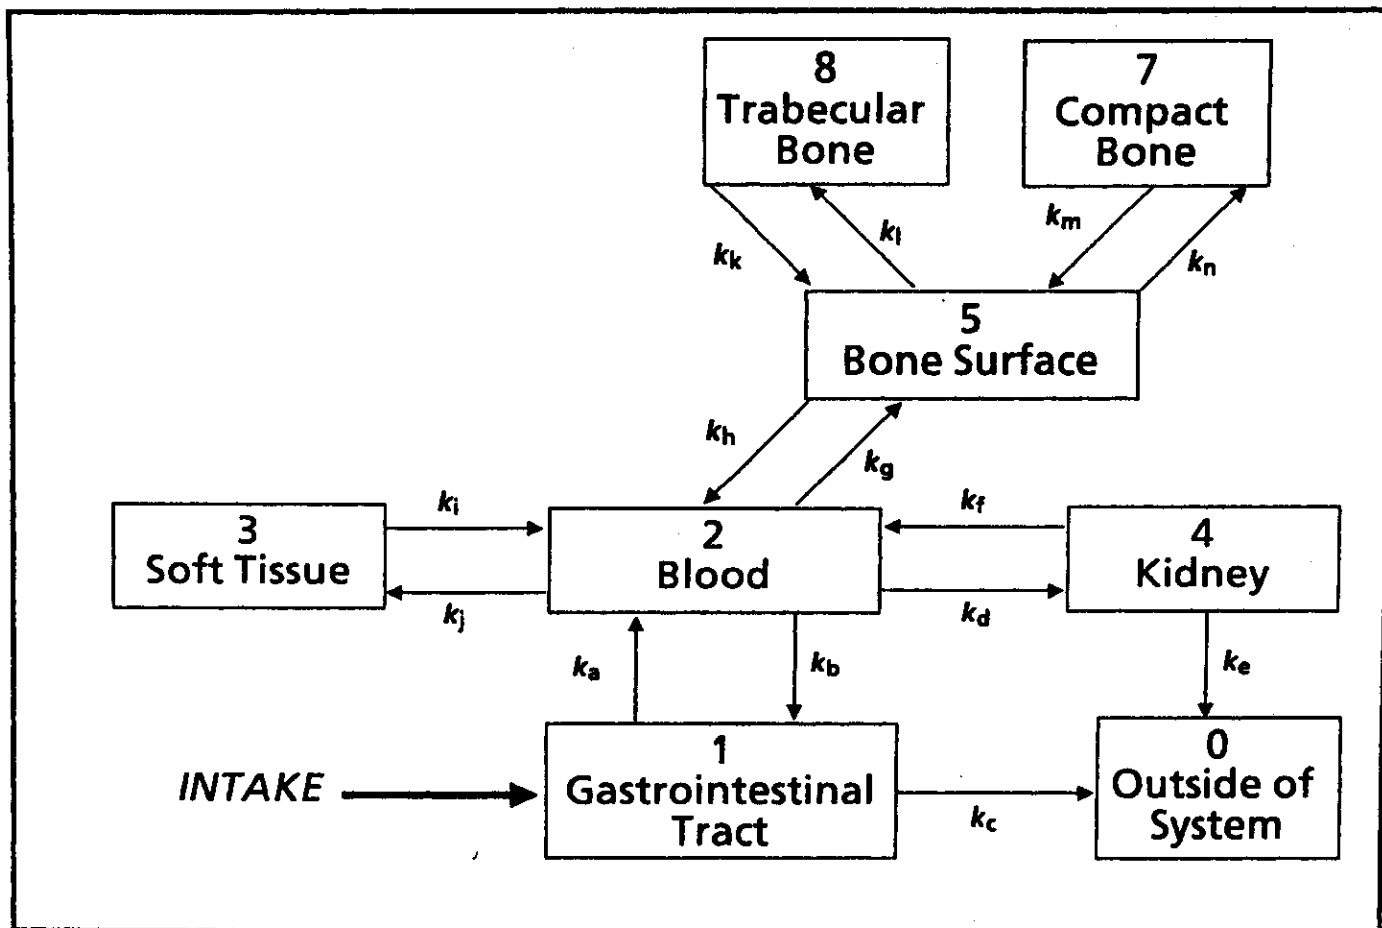 8
Trabecular
Bone
7
Compact
Bone
kk
kl
km
kn
5
Bone Surface
kh
kg
3
Soft Tissue
ki
kj
2
Blood
kf
kd
4
Kidney
ka
kb
ke
INTAKE
1
Gastrointestinal
Tract
kc
0
Outside of
System